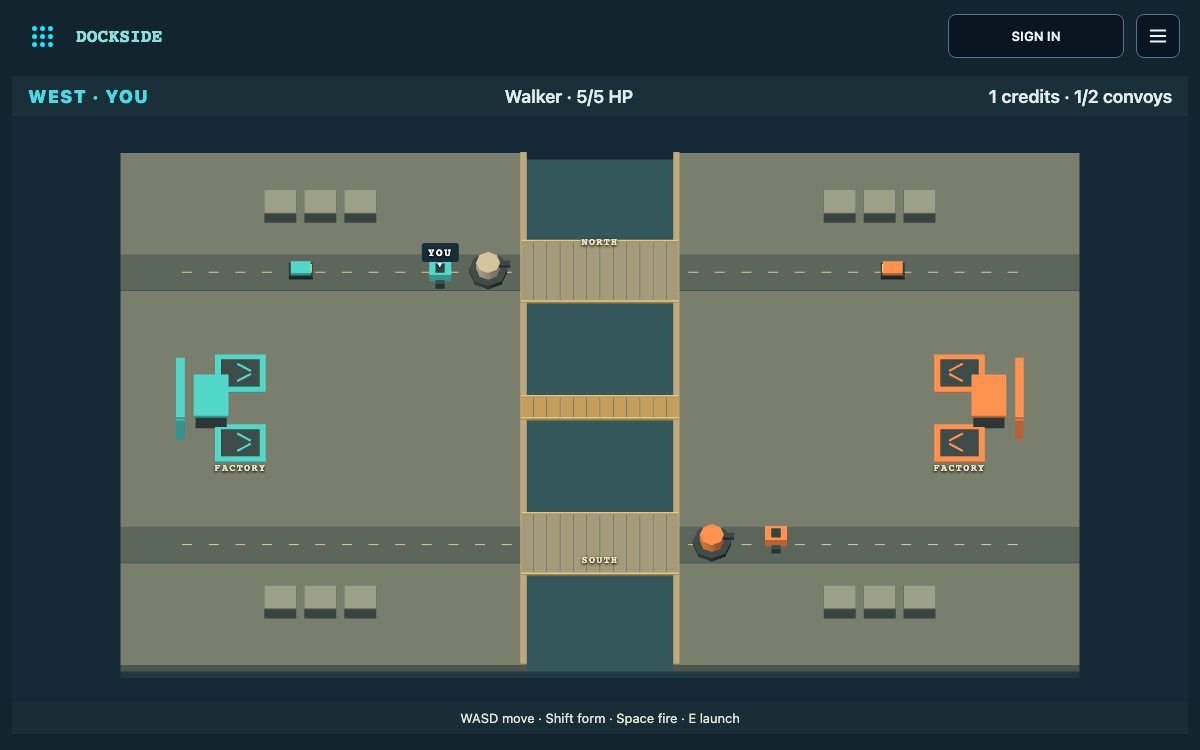 DOCKSIDE
SIGN IN
WEST · YOU
Walker · 5/5 HP
1 credits · 1/2 convoys
NORTH
YOU
FACTORY
FACTORY
SOUTH
WASD move · Shift form · Space fire · E launch